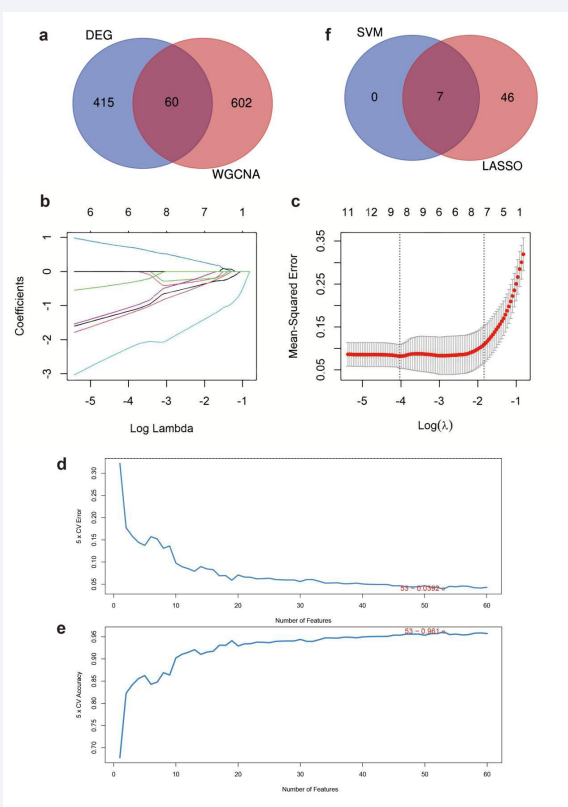 a
DEG
415
60
602
WGCNA
f
SVM
0
7
46
LASSO
b
6 6 8 7 1
1
0
-1
-2
-3
Coefficients
-5 -4 -3 -2 -1
Log Lambda
c
11 12 9 8 9 6 6 8 7 5 1
0.35
0.25
0.15
0.05
Mean-Squared Error
-5 -4 -3 -2 -1
Log(λ)
d
0.30
0.25
0.20
0.15
0.10
0.05
5 x CV Error
53 - 0.0392
0 10 20 30 40 50 60
Number of Features
e
0.95
0.90
0.85
0.80
0.75
0.70
5 x CV Accuracy
53 - 0.961
0 10 20 30 40 50 60
Number of Features